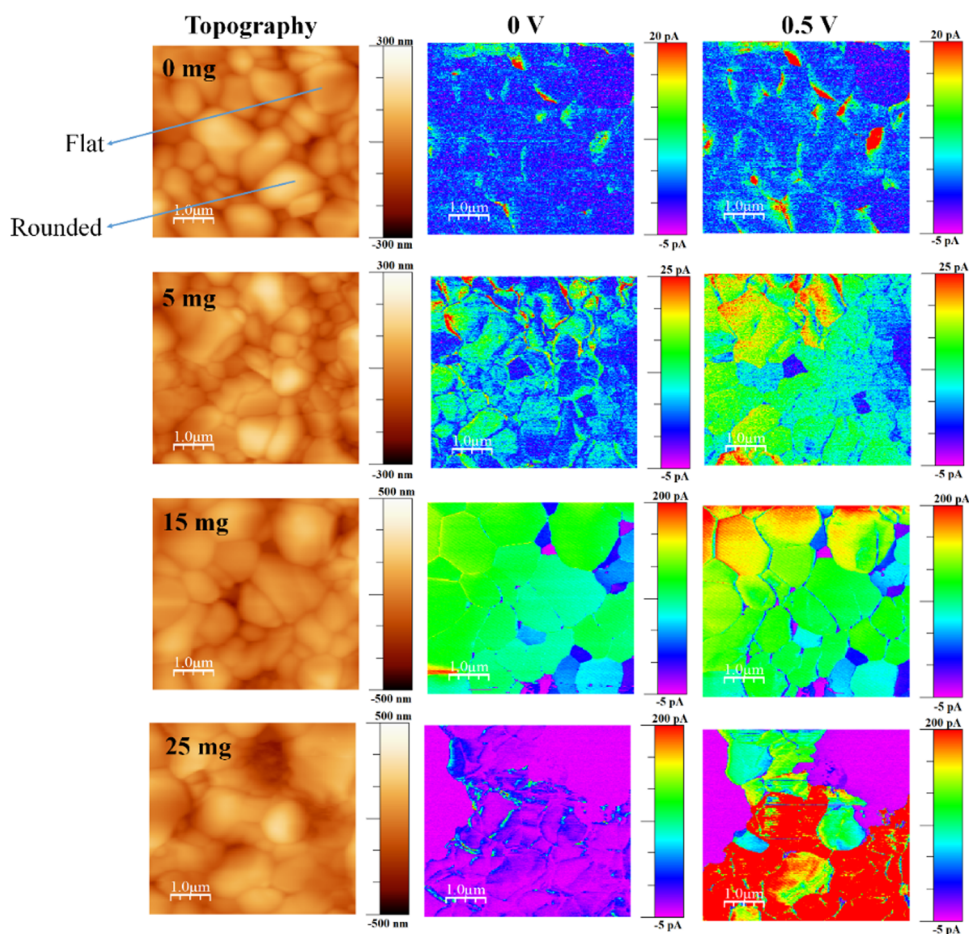 Topography 0 V 0.5 V
300 nm 20 pA 20 pA
0 mg
Flat
Rounded
1.0µm 1.0µm 1.0µm
-300 nm -5 pA -5 pA
300 nm 25 pA 25 pA
5 mg
1.0µm 1.0µm 1.0µm
-300 nm -5 pA -5 pA
500 nm 200 pA 200 pA
15 mg
1.0µm 1.0µm 1.0µm
-500 nm -5 pA -5 pA
500 nm 200 pA 200 pA
25 mg
1.0µm 1.0µm 1.0µm
-500 nm -5 pA -5 pA